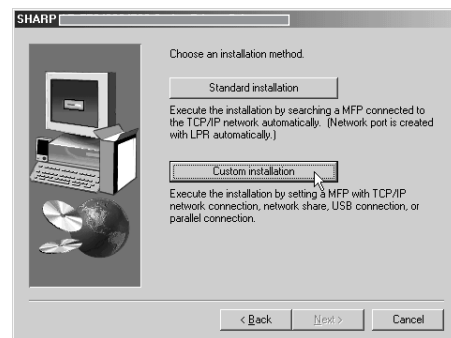 SHARP
Choose an installation method.
Standard installation
Execute the installation by searching a MFP connected to
the TCP/IP network automatically. (Network port is created
with LPR automatically.)
Custom installation
Execute the installation by setting a MFP with TCP/IP
network connection, network share, USB connection, or
parallel connection.
< Back Next > Cancel